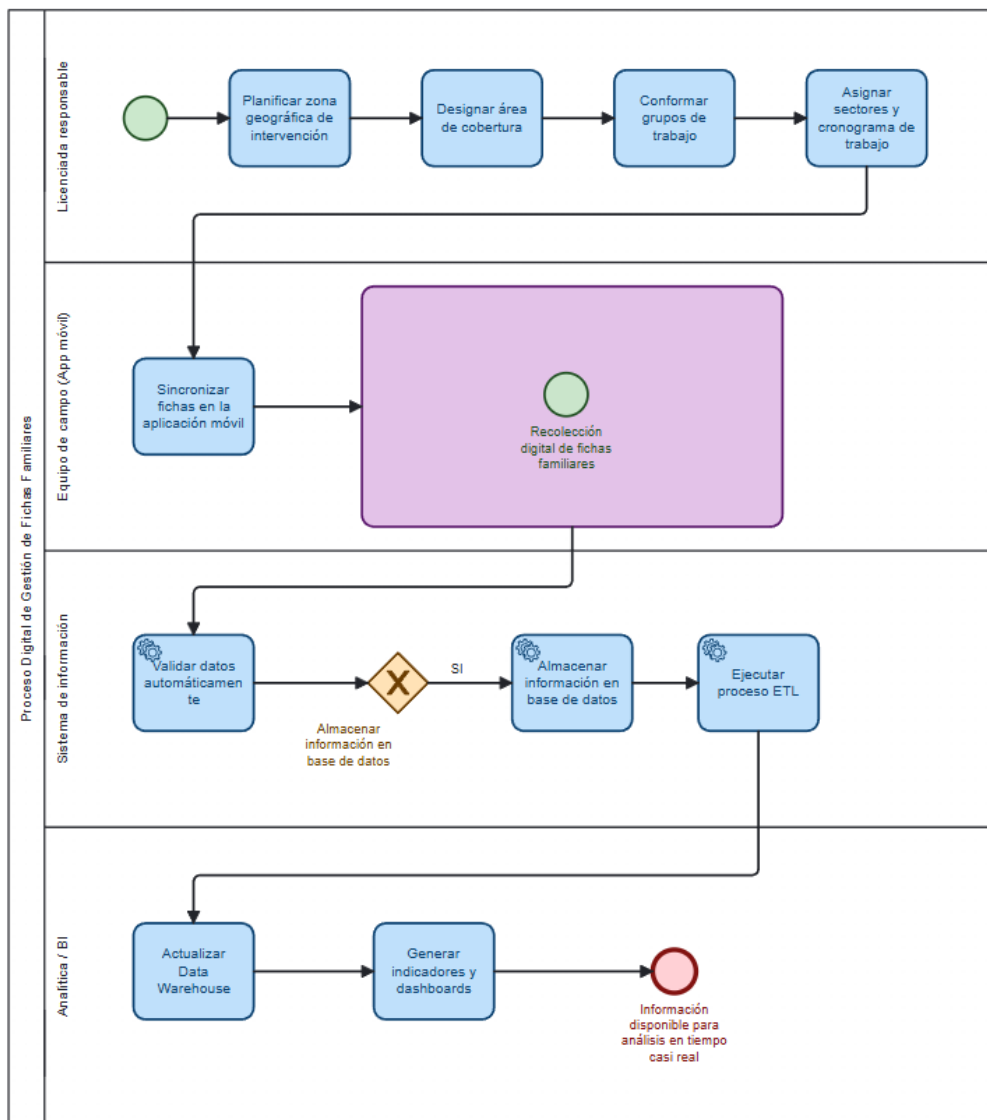 Proceso Digital de Gestión de Fichas Familiares
Licenciada responsable
Planificar zona
geográfica de
intervención
Designar área
de cobertura
Conformar
grupos de
trabajo
Asignar
sectores y
cronograma de
trabajo
Equipo de campo (App móvil)
Sincronizar
fichas en la
aplicación móvil
Recolección
digital de fichas
familiares
Sistema de información
Validar datos
automáticame
nte
X
Almacenar
información en
base de datos
SI
Almacenar
información en
base de datos
Ejecutar
proceso ETL
Analítica / BI
Actualizar
Data
Warehouse
Generar
indicadores y
dashboards
Información
disponible para
análisis en tiempo
casi real